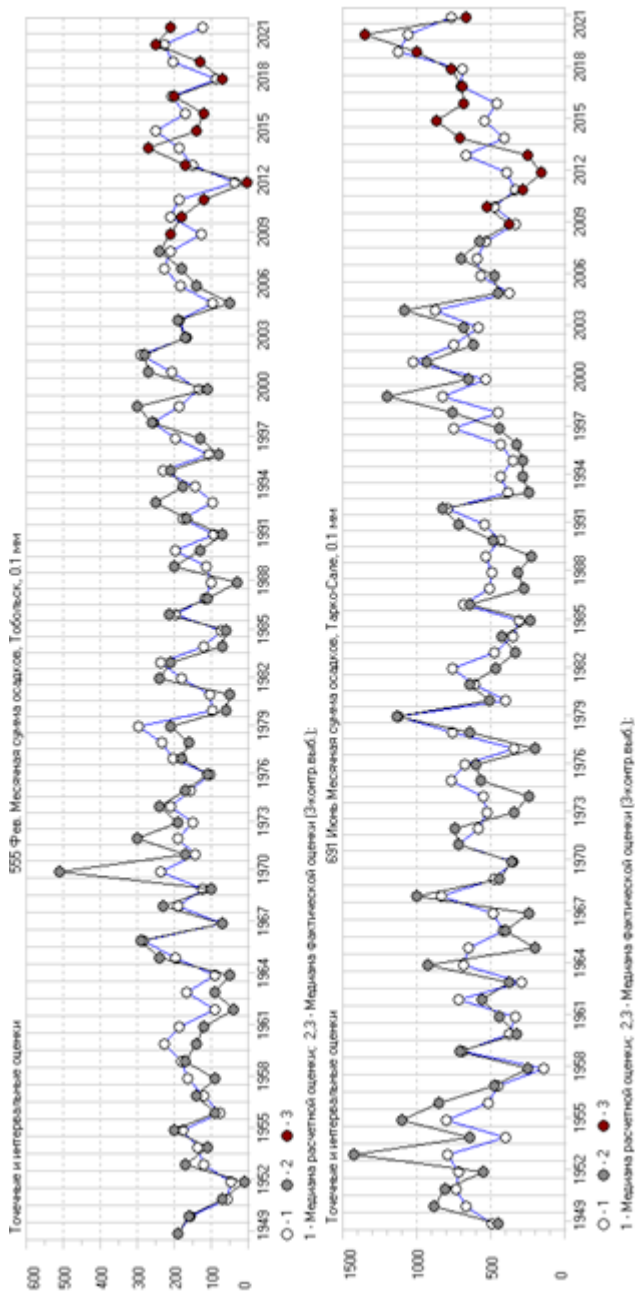 555 Фев. Месячная сумма осадков, Тобольск, 0.1 мм
Точечные и интервальные оценки
600
500
400
300
200
100
0
1949 1952 1955 1958 1961 1964 1967 1970 1973 1976 1979 1982 1985 1988 1991 1994 1997 2000 2003 2006 2009 2012 2015 2018 2021
- 1 - 2 - 3
1 - Медиана расчетной оценки; 2,3 - Медиана фактической оценки (3-контр.выб.);
691 Июнь Месячная сумма осадков, Тарко-Сале, 0.1 мм
Точечные и интервальные оценки
1500
1000
500
0
1949 1952 1955 1958 1961 1964 1967 1970 1973 1976 1979 1982 1985 1988 1991 1994 1997 2000 2003 2006 2009 2012 2015 2018 2021
- 1 - 2 - 3
1 - Медиана расчетной оценки; 2,3 - Медиана фактической оценки (3-контр.выб.);